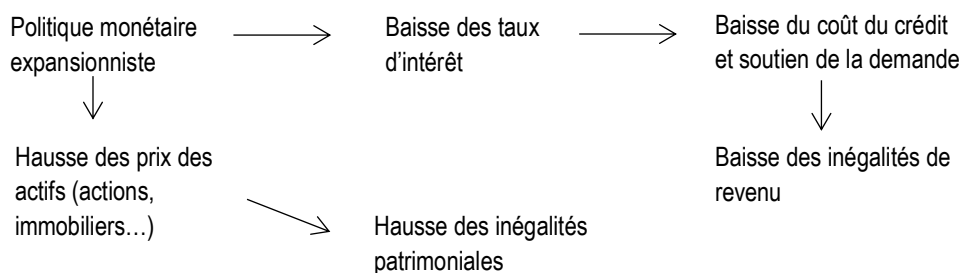 Politique monétaire
expansionniste
Baisse des taux
d’intérêt
Baisse du coût du crédit
et soutien de la demande
Hausse des prix des
actifs (actions,
immobiliers…)
Baisse des inégalités de
revenu
Hausse des inégalités
patrimoniales